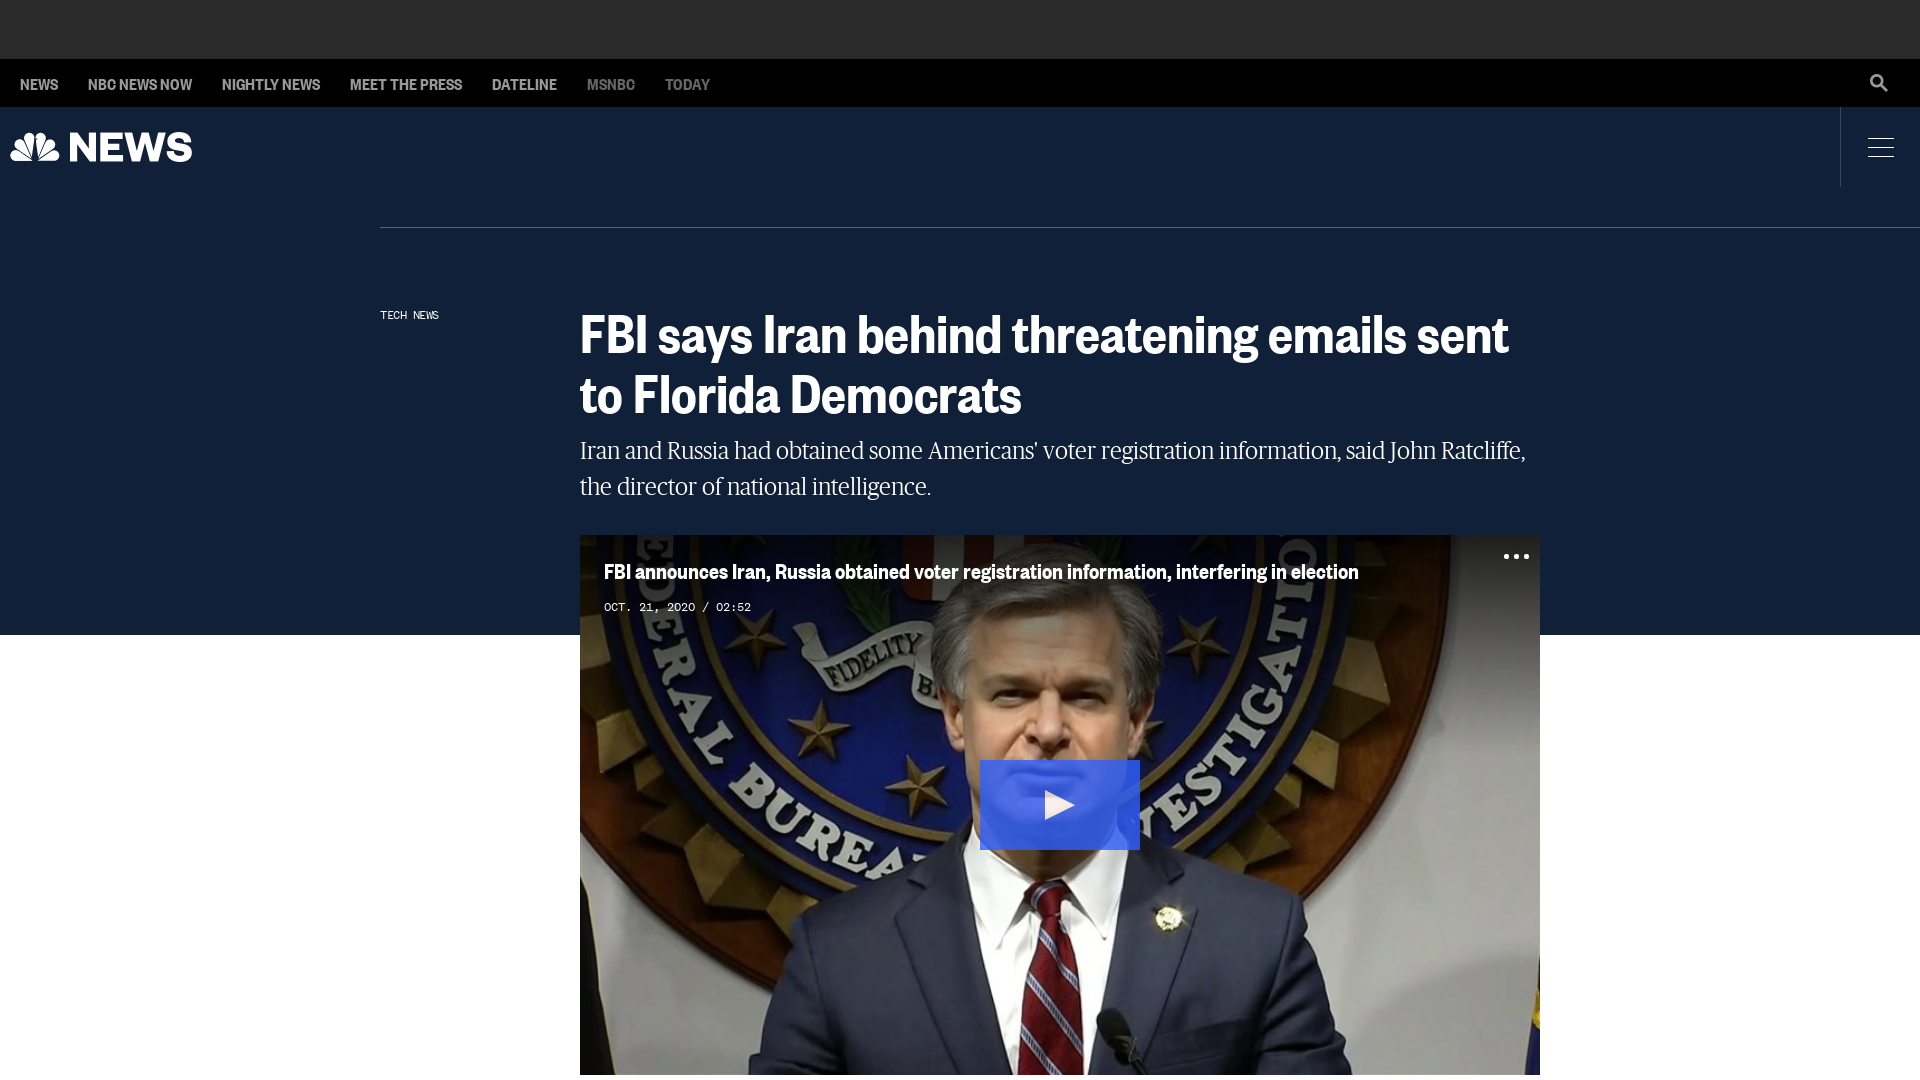 NEWS NBC NEWS NOW NIGHTLY NEWS MEET THE PRESS DATELINE MSNBC TODAY
NEWS
TECH NEWS
FBI says Iran behind threatening emails sent
to Florida Democrats
Iran and Russia had obtained some Americans' voter registration information, said John Ratcliffe,
the director of national intelligence.
FBI announces Iran, Russia obtained voter registration information, interfering in election
OCT. 21, 2020 / 02:52
FIDELITY